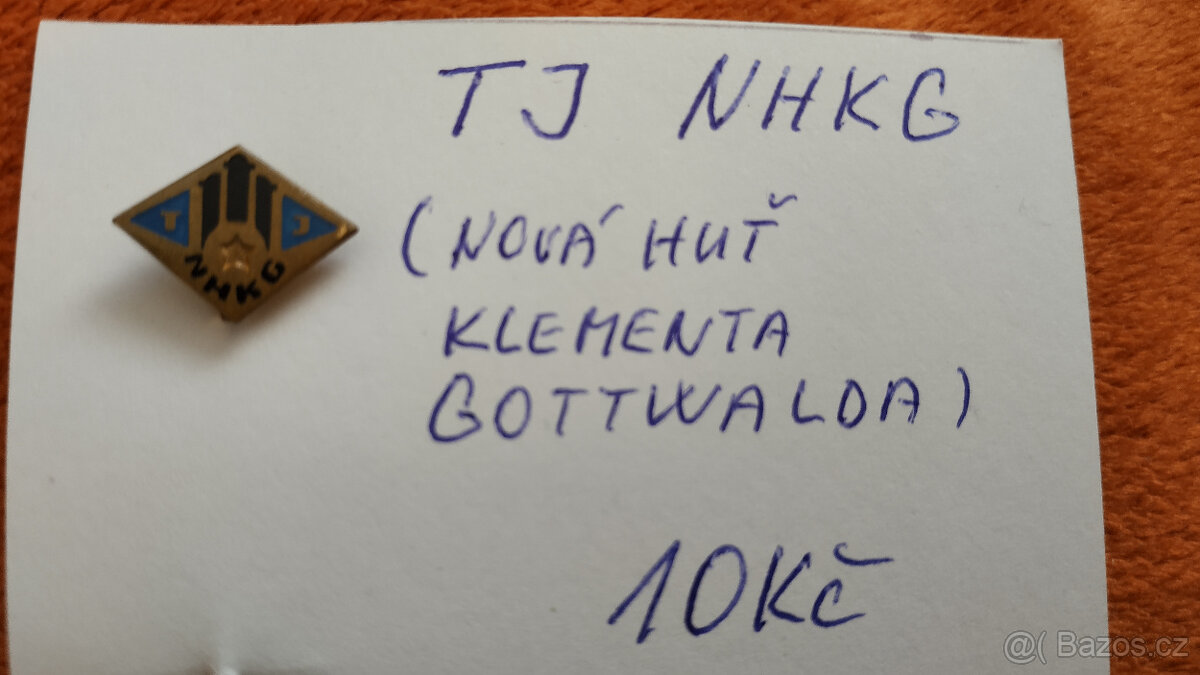 TJ NHKG
(NOVÁ HUŤ
KLEMENTA
GOTTWALDA)
10Kč
T J
NHKG
@( Bazos.cz